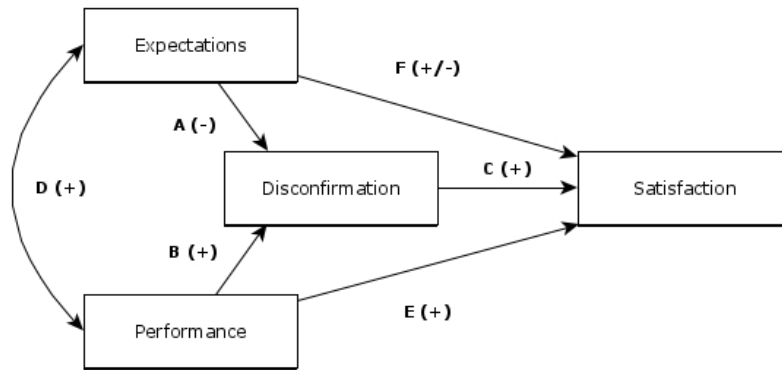 Expectations
F (+/-)
A (-)
Disconfirmation
C (+)
Satisfaction
D (+)
B (+)
E (+)
Performance